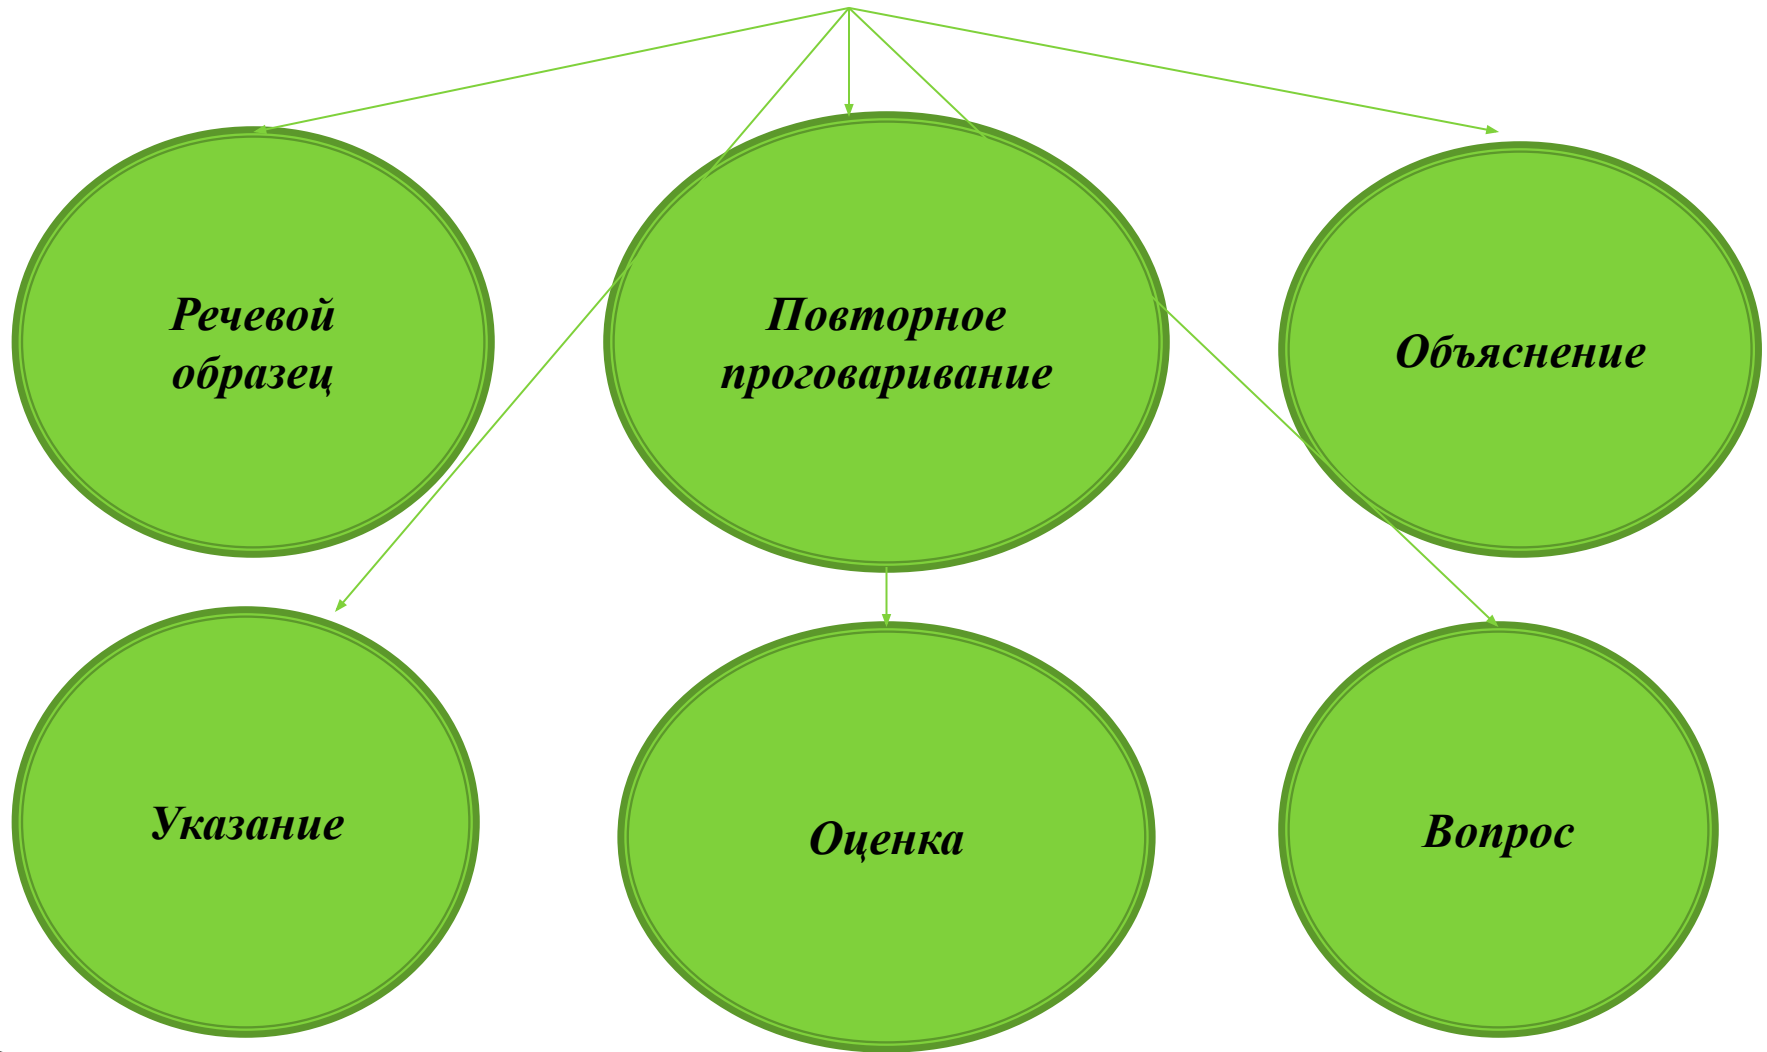 Речевой
образец
Повторное
проговаривание
Объяснение
Указание
Оценка
Вопрос